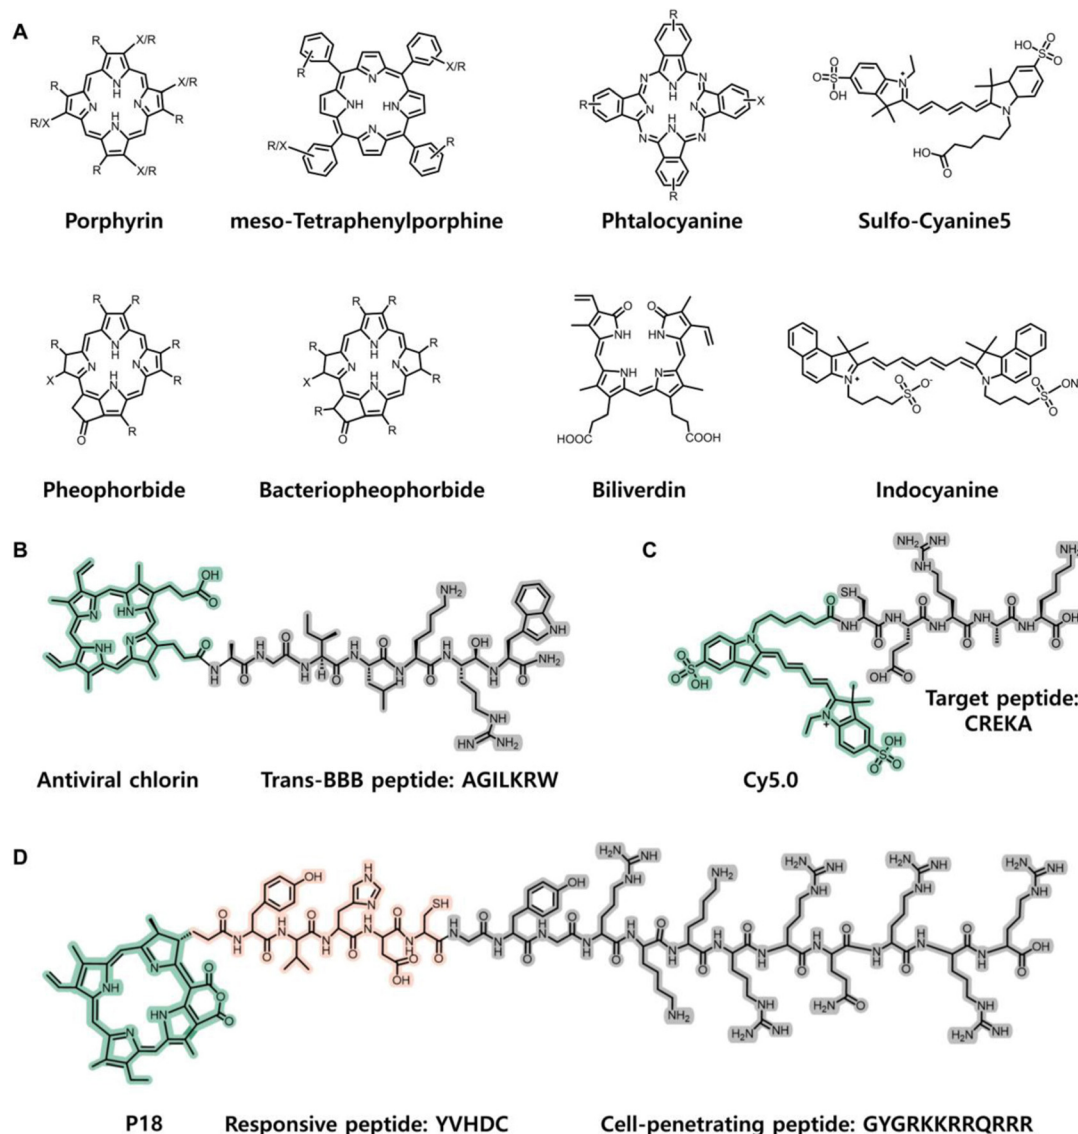 A
Porphyrin
meso-Tetraphenylporphine
Phtalocyanine
Sulfo-Cyanine5
Pheophorbide
Bacteriopheophorbide
Biliverdin
Indocyanine
B
Antiviral chlorin
Trans-BBB peptide: AGILKRW
C
Cy5.0
Target peptide:
CREKA
D
P18
Responsive peptide: YVHDC
Cell-penetrating peptide: GYGRKKRRQRRR